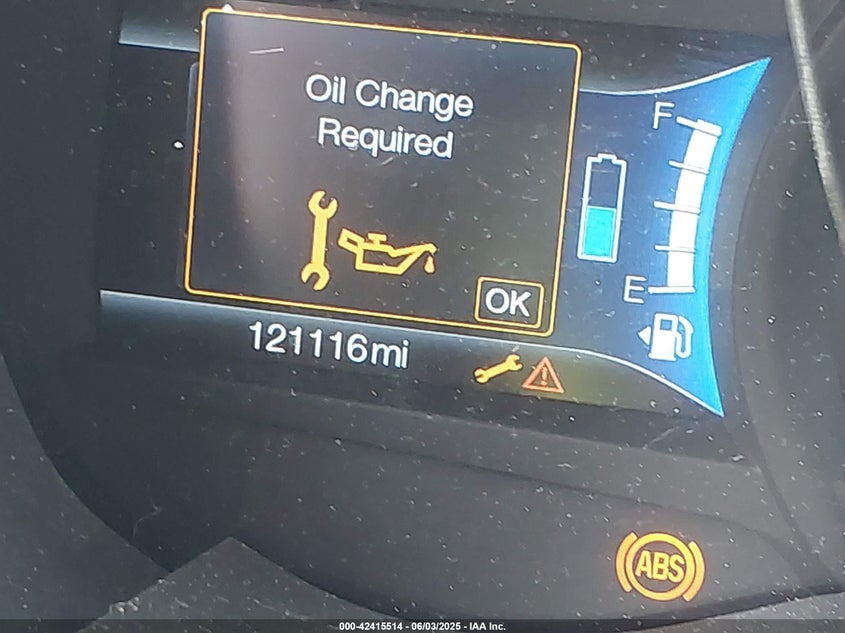 Oil Change
Required
F
E
OK
121116mi
ABS
000-42415514 - 06/03/2025 - IAA Inc.